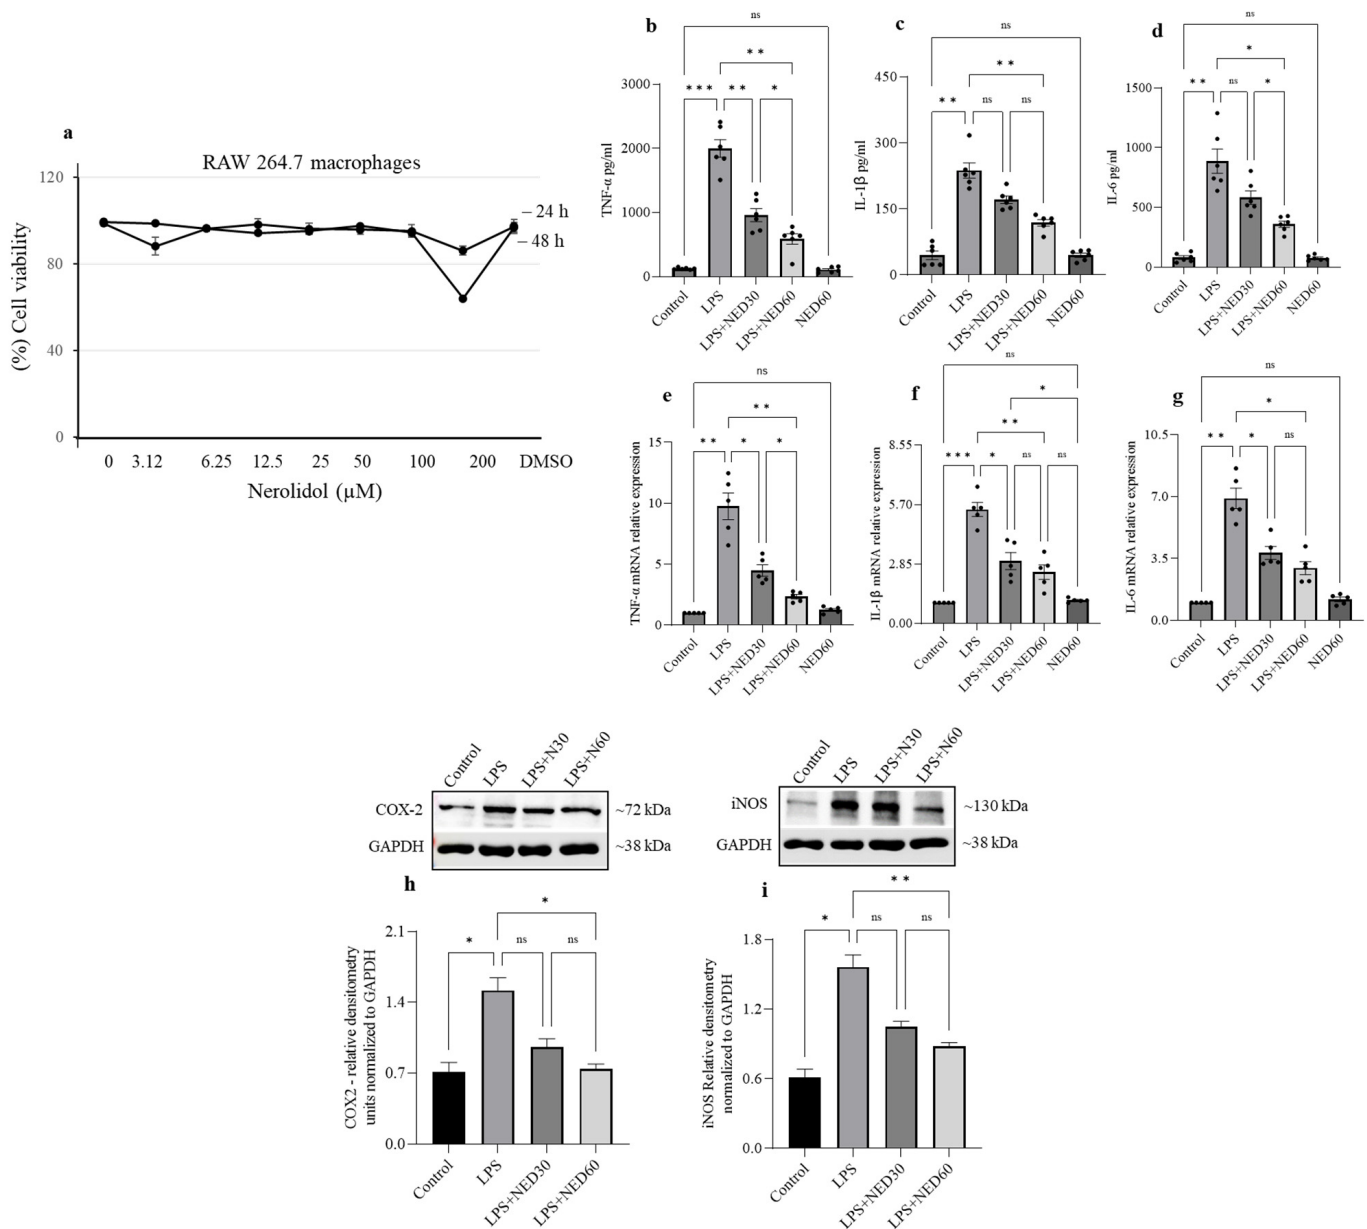 a
RAW 264.7 macrophages
(%) Cell viability
120
80
40
0
– 24 h
– 48 h
0 3.12 6.25 12.5 25 50 100 200 DMSO
Nerolidol (µM)
b
ns
* *
* * * * * *
TNF-α pg/ml
3000
2000
1000
0
Control LPS LPS+NED30 LPS+NED60 NED60
c
ns
* *
* * ns ns
IL-1β pg/ml
450
300
150
0
Control LPS LPS+NED30 LPS+NED60 NED60
d
ns
*
* * ns *
IL-6 pg/ml
1500
1000
500
0
Control LPS LPS+NED30 LPS+NED60 NED60
e
ns
* *
* * * *
TNF-α mRNA relative expression
15
10
5
0
Control LPS LPS+NED30 LPS+NED60 NED60
f
ns
*
* *
* * * * ns ns
IL-1β mRNA relative expression
8.55
5.70
2.85
0.00
Control LPS LPS+NED30 LPS+NED60 NED60
g
ns
*
* * * ns
IL-6 mRNA relative expression
10.5
7.0
3.5
0.0
Control LPS LPS+NED30 LPS+NED60 NED60
Control LPS LPS+N30 LPS+N60
COX-2 ~72 kDa
GAPDH ~38 kDa
h
*
* ns ns
COX2 - relative densitometry
units normalized to GAPDH
2.1
1.4
0.7
0.0
Control LPS LPS+NED30 LPS+NED60
Control LPS LPS+N30 LPS+N60
iNOS ~130 kDa
GAPDH ~38 kDa
i
* *
* ns ns
iNOS Relative densitometry
normalized to GAPDH
1.8
1.2
0.6
0.0
Control LPS LPS+NED30 LPS+NED60